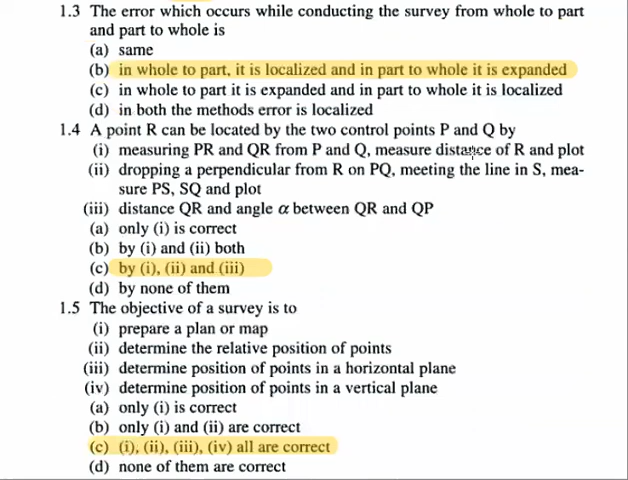 1.3 The error which occurs while conducting the survey from whole to part
and part to whole is
(a) same
(b) in whole to part, it is localized and in part to whole it is expanded
(c) in whole to part it is expanded and in part to whole it is localized
(d) in both the methods error is localized
1.4 A point R can be located by the two control points P and Q by
(i) measuring PR and QR from P and Q, measure distance of R and plot
(ii) dropping a perpendicular from R on PQ, meeting the line in S, mea-
sure PS, SQ and plot
(iii) distance QR and angle α between QR and QP
(a) only (i) is correct
(b) by (i) and (ii) both
(c) by (i), (ii) and (iii)
(d) by none of them
1.5 The objective of a survey is to
(i) prepare a plan or map
(ii) determine the relative position of points
(iii) determine position of points in a horizontal plane
(iv) determine position of points in a vertical plane
(a) only (i) is correct
(b) only (i) and (ii) are correct
(c) (i), (ii), (iii), (iv) all are correct
(d) none of them are correct